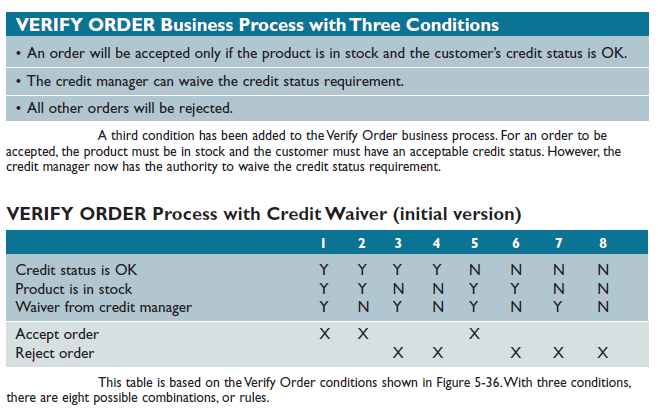 VERIFY ORDER Business Process with Three Conditions
• An order will be accepted only if the product is in stock and the customer's credit status is OK.
• The credit manager can waive the credit status requirement.
• All other orders will be rejected.
A third condition has been added to the Verify Order business process. For an order to be
accepted, the product must be in stock and the customer must have an acceptable credit status. However, the
credit manager now has the authority to waive the credit status requirement.
VERIFY ORDER Process with Credit Waiver (initial version)
1 2 3 4 5 6 7 8
Credit status is OK Y Y Y Y N N N N
Product is in stock Y Y N N Y Y N N
Waiver from credit manager Y N Y N Y N Y N
Accept order X X X
Reject order X X X X X
This table is based on the Verify Order conditions shown in Figure 5-36. With three conditions,
there are eight possible combinations, or rules.